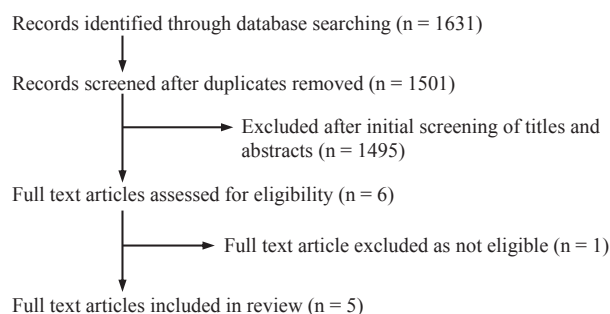 Records identified through database searching (n = 1631)
Records screened after duplicates removed (n = 1501)
Excluded after initial screening of titles and
abstracts (n = 1495)
Full text articles assessed for eligibility (n = 6)
Full text article excluded as not eligible (n = 1)
Full text articles included in review (n = 5)